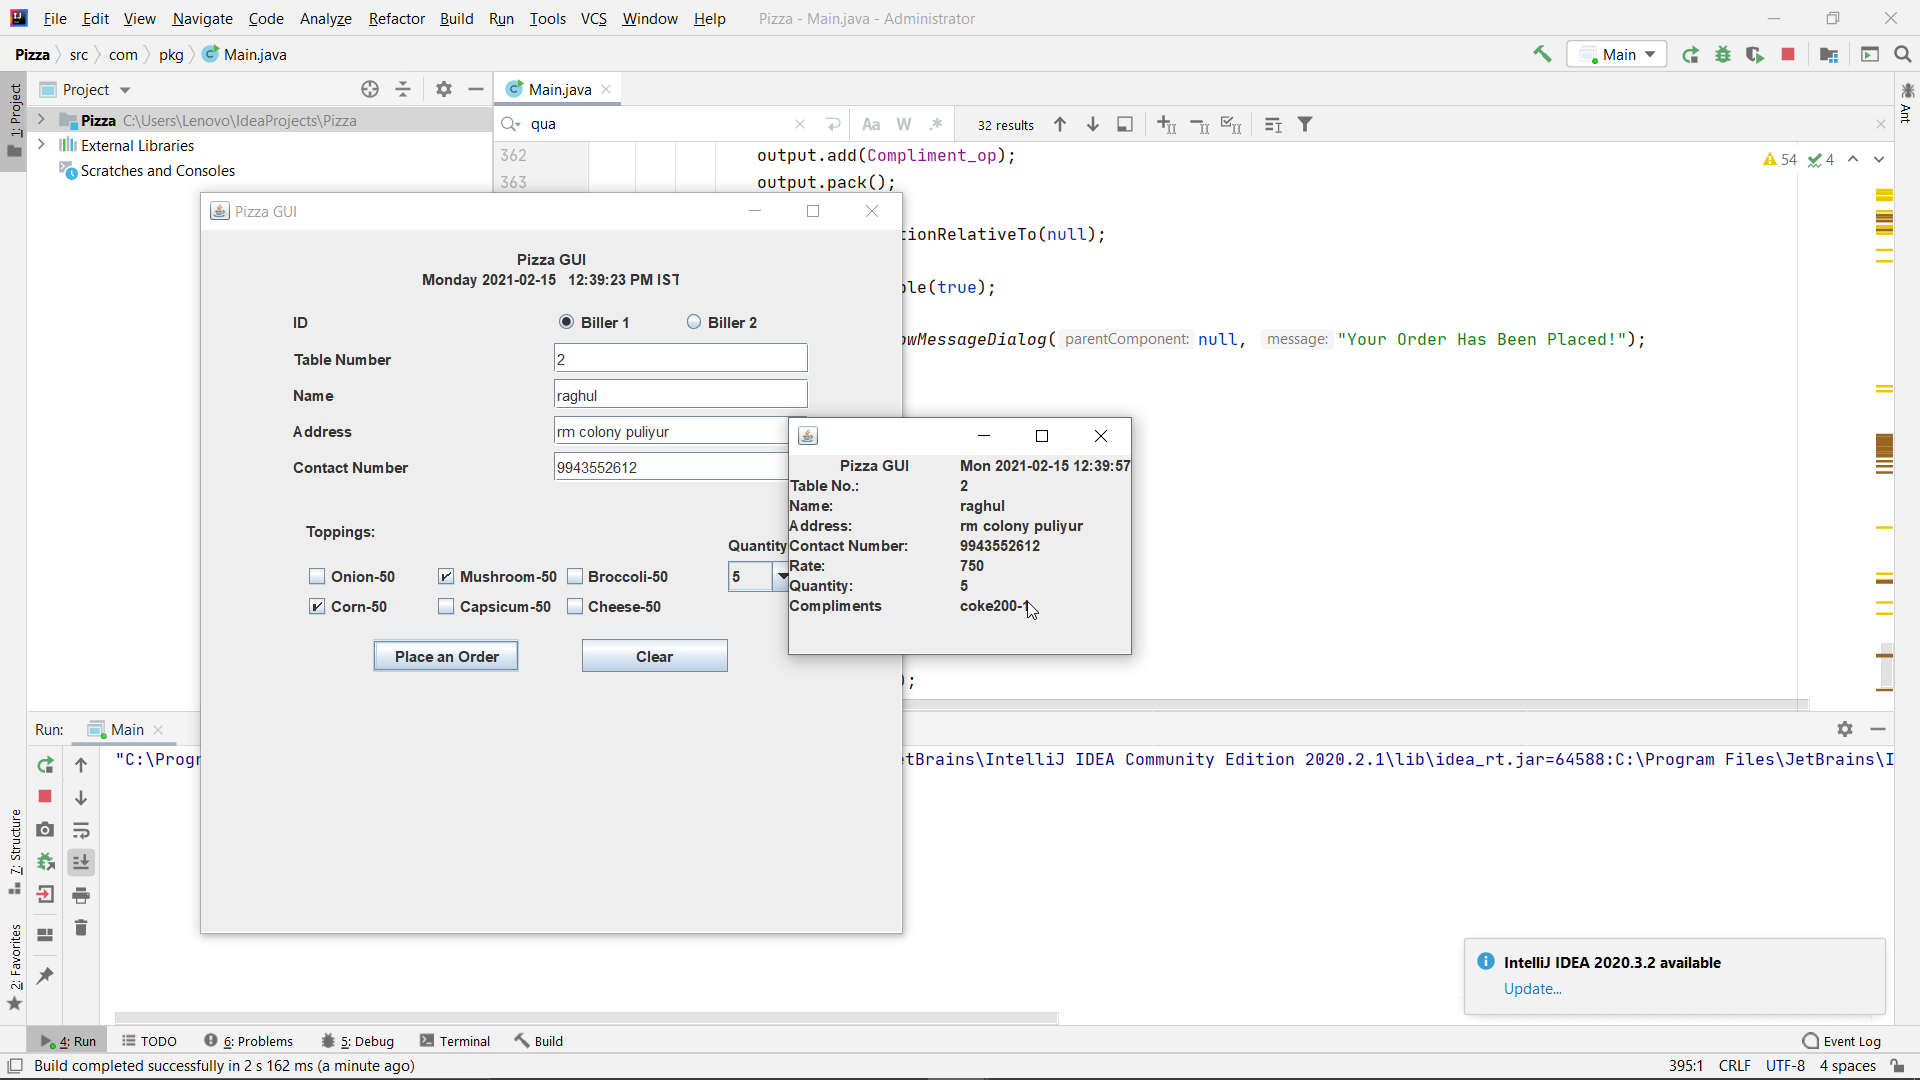 File Edit View Navigate Code Analyze Refactor Build Run Tools VCS Window Help Pizza - Main.java - Administrator
Pizza src com pkg Main.java Main
Project
Main.java
1: Project
Pizza C:\Users\Lenovo\IdeaProjects\Pizza
External Libraries
Scratches and Consoles
qua
Aa W .*
32 results
Ant
362 output.add(Compliment_op);
363 output.pack();
54 4
tionRelativeTo(null);
ole(true);
owMessageDialog( parentComponent: null, message: "Your Order Has Been Placed!");
);
Pizza GUI
Pizza GUI
Monday 2021-02-15 12:39:23 PM IST
ID Biller 1 Biller 2
Table Number 2
Name raghul
Address rm colony puliyur
Contact Number 9943552612
Toppings:
Quantity
5
Onion-50 Mushroom-50 Broccoli-50
Corn-50 Capsicum-50 Cheese-50
Place an Order Clear
Pizza GUI Mon 2021-02-15 12:39:57
Table No.: 2
Name: raghul
Address: rm colony puliyur
Contact Number: 9943552612
Rate: 750
Quantity: 5
Compliments coke200-1
Run: Main
"C:\Progr
etBrains\IntelliJ IDEA Community Edition 2020.2.1\lib\idea_rt.jar=64588:C:\Program Files\JetBrains\I
7: Structure
2: Favorites
IntelliJ IDEA 2020.3.2 available
Update...
4: Run TODO 6: Problems 5: Debug Terminal Build Event Log
Build completed successfully in 2 s 162 ms (a minute ago) 395:1 CRLF UTF-8 4 spaces